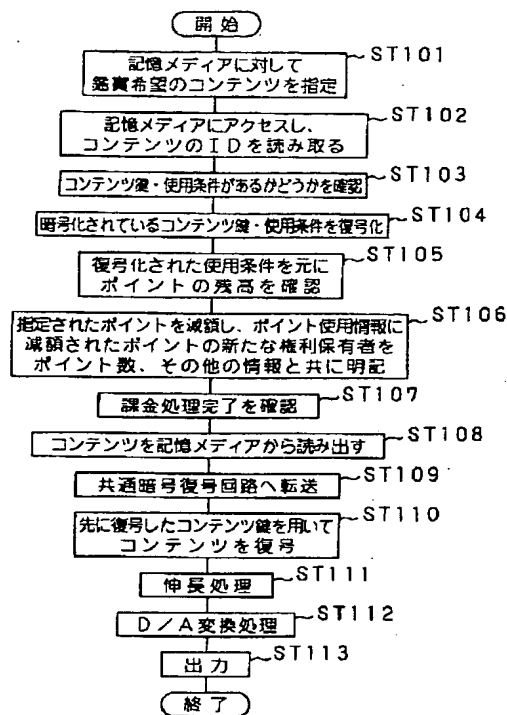 開始
記憶メディアに対して
鑑賞希望のコンテンツを指定
ST101
記憶メディアにアクセスし、
コンテンツのIDを読み取る
ST102
コンテンツ鍵・使用条件があるかどうかを確認
ST103
暗号化されているコンテンツ鍵・使用条件を復号化
ST104
復号化された使用条件を元に
ポイントの残高を確認
ST105
指定されたポイントを減額し、ポイント使用情報に
減額されたポイントの新たな権利保有者を
ポイント数、その他の情報と共に明記
ST106
課金処理完了を確認
ST107
コンテンツを記憶メディアから読み出す
ST108
共通暗号復号回路へ転送
ST109
先に復号したコンテンツ鍵を用いて
コンテンツを復号
ST110
伸長処理
ST111
D/A変換処理
ST112
出力
ST113
終了